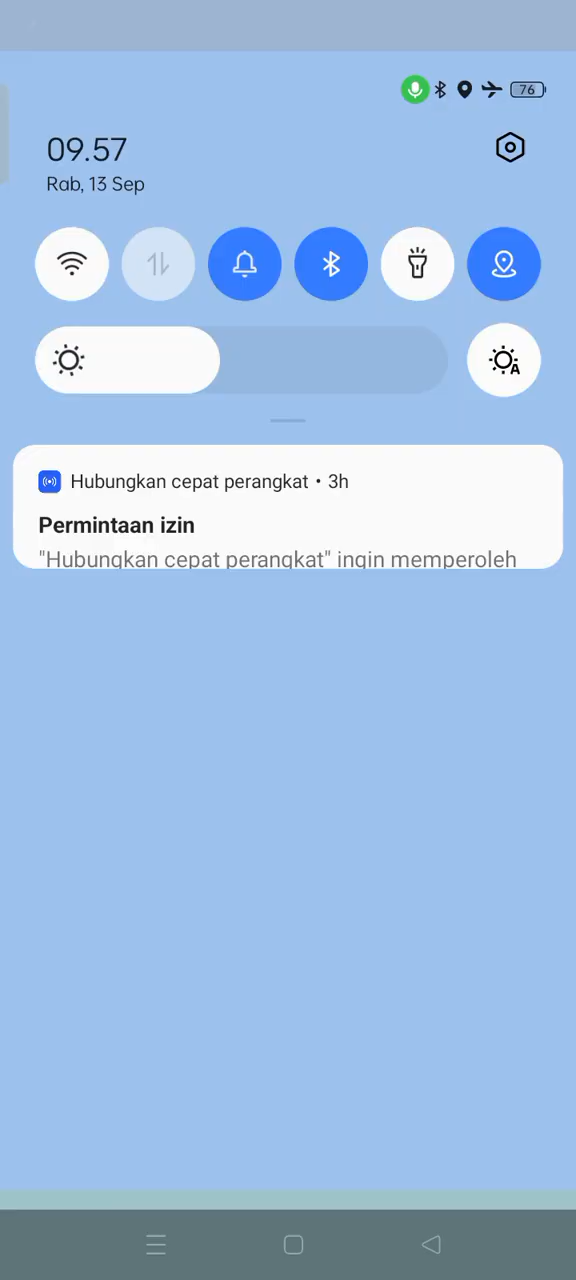 76
09.57
Rab, 13 Sep
A
Hubungkan cepat perangkat • 3h
Permintaan izin
"Hubungkan cepat perangkat" ingin memperoleh